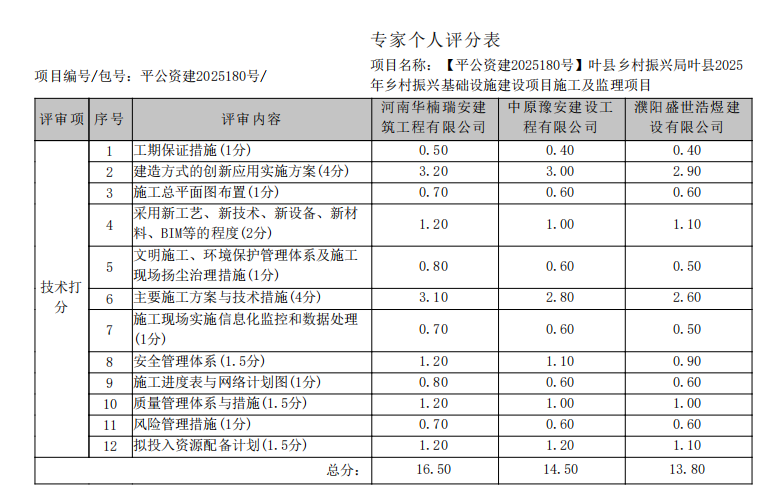 专家个人评分表
项目编号/包号：平公资建2025180号/
项目名称：【平公资建2025180号】叶县乡村振兴局叶县2025
年乡村振兴基础设施建设项目施工及监理项目
评审项 序号 评审内容 河南华楠瑞安建 中原豫安建设工 濮阳盛世浩煜建
筑工程有限公司 程有限公司 设有限公司
1 工期保证措施(1分) 0.50 0.40 0.40
2 建造方式的创新应用实施方案(4分) 3.20 3.00 2.90
3 施工总平面图布置(1分) 0.70 0.60 0.60
4 采用新工艺、新技术、新设备、新材 1.20 1.00 1.10
料、BIM等的程度(2分)
5 文明施工、环境保护管理体系及施工 0.80 0.60 0.50
现场扬尘治理措施(1分)
技术打
分
6 主要施工方案与技术措施(4分) 3.10 2.80 2.60
7 施工现场实施信息化监控和数据处理 0.70 0.60 0.50
(1分)
8 安全管理体系(1.5分) 1.20 1.10 0.90
9 施工进度表与网络计划图(1分) 0.80 0.60 0.60
10 质量管理体系与措施(1.5分) 1.20 1.00 1.00
11 风险管理措施(1分) 0.70 0.60 0.60
12 拟投入资源配备计划(1.5分) 1.20 1.20 1.10
总分： 16.50 14.50 13.80